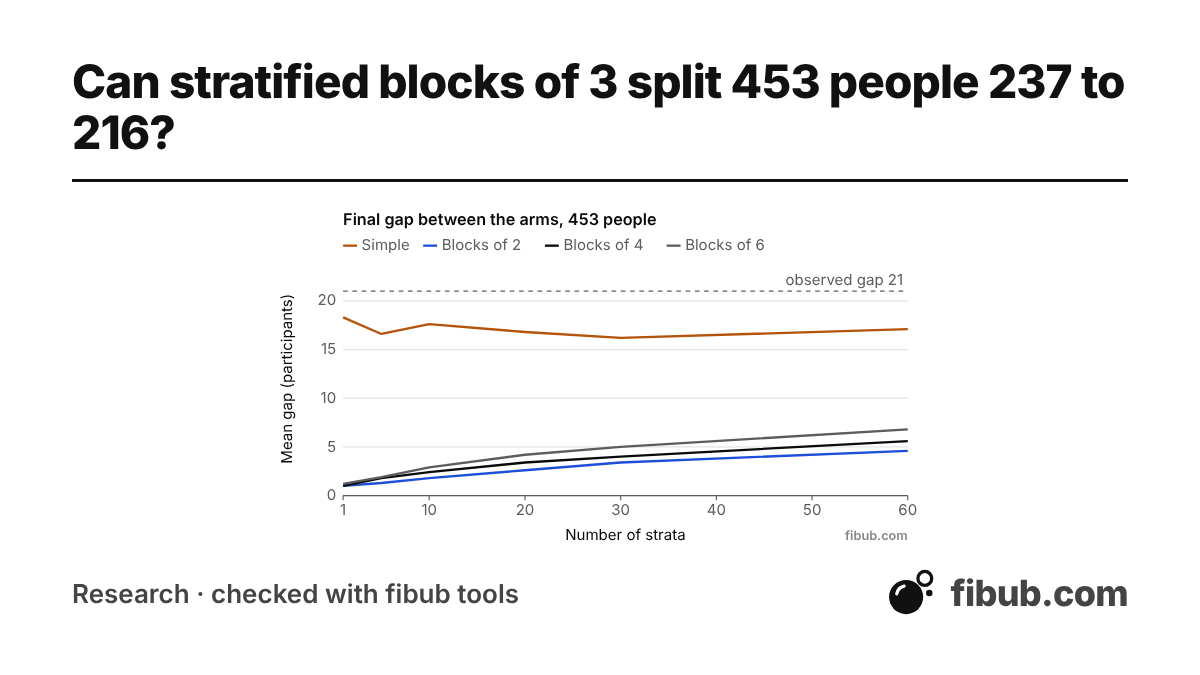 Can stratified blocks of 3 split 453 people 237 to
216?
Final gap between the arms, 453 people
Simple Blocks of 2 Blocks of 4 Blocks of 6
observed gap 21
Mean gap (participants)
20
15
10
5
0
1 10 20 30 40 50 60
Number of strata
fibub.com
Research · checked with fibub tools
fibub.com